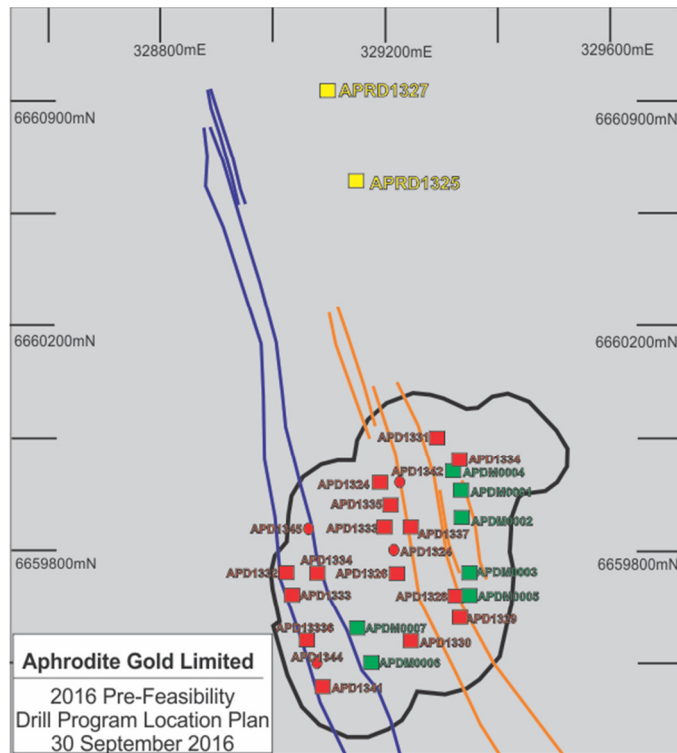 328800mE 329200mE 329600mE
APRD1327
6660900mN 6660900mN
APRD1325
6660200mN 6660200mN
APD1331
APD1334
APD1342 APDM0004
APD1324 APDM0001
APD1335
APDM0002
APD1345 APD1333 APD1337
APD1324
6659800mN 6659800mN
APD1334
APD1332 APD1326 APDM0003
APD1333 APD1328 APDM0005
APD1339
APD13336 APDM0007
APD1330
APD1344 APDM0006
APD1341
Aphrodite Gold Limited
2016 Pre-Feasibility
Drill Program Location Plan
30 September 2016